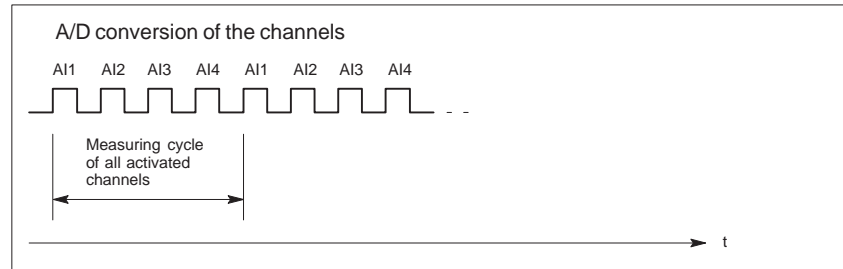 A/D conversion of the channels
AI1 AI2 AI3 AI4 AI1 AI2 AI3 AI4
Measuring cycle
of all activated
channels
t